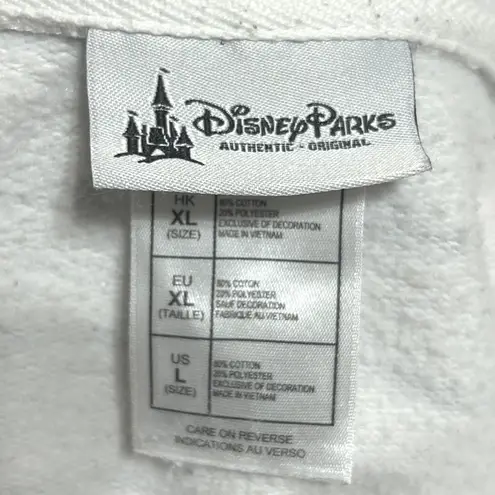 Disney Parks
AUTHENTIC - ORIGINAL
HK
XL
(SIZE)
80% COTTON
20% POLYESTER
EXCLUSIVE OF DECORATION
MADE IN VIETNAM
EU
XL
(TAILLE)
80% COTON
20% POLYESTER
SAUF DECORATION
FABRIQUE AU VIETNAM
US
L
(SIZE)
80% COTTON
20% POLYESTER
EXCLUSIVE OF DECORATION
MADE IN VIETNAM
CARE ON REVERSE
INDICATIONS AU VERSO